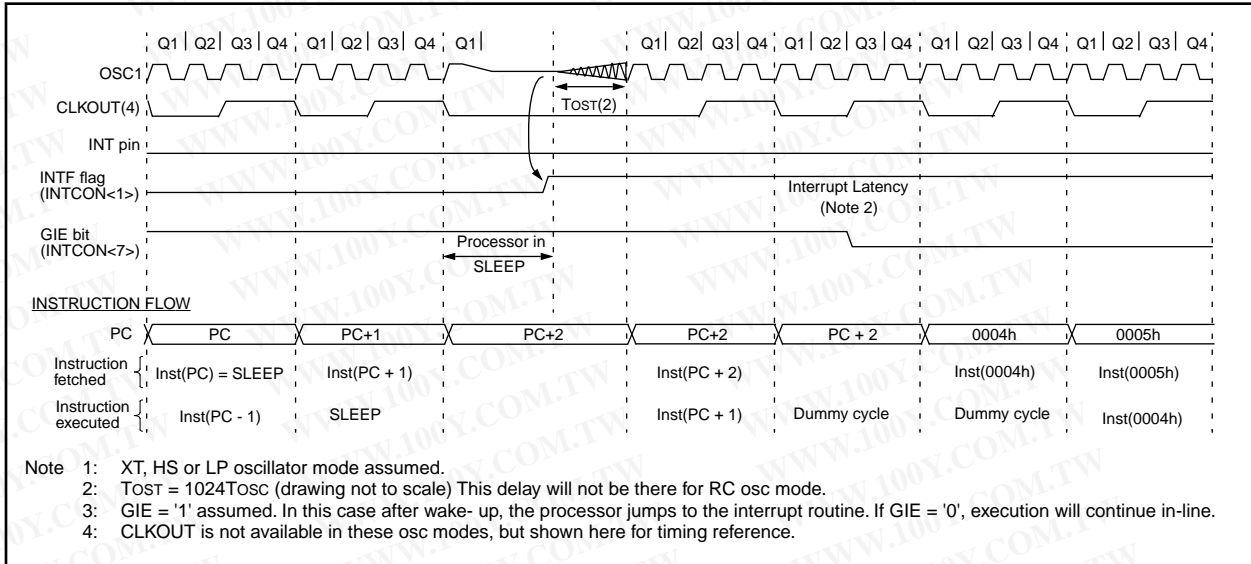 Q1 Q2 Q3 Q4 Q1 Q2 Q3 Q4 Q1 Q1 Q2 Q3 Q4 Q1 Q2 Q3 Q4 Q1 Q2 Q3 Q4 Q1 Q2 Q3 Q4
OSC1
CLKOUT(4)
TOST(2)
INT pin
INTF flag
(INTCON<1>)
Interrupt Latency
(Note 2)
GIE bit
(INTCON<7>)
Processor in
SLEEP
INSTRUCTION FLOW
PC PC PC+1 PC+2 PC+2 PC + 2 0004h 0005h
Instruction
fetched
Inst(PC) = SLEEP Inst(PC + 1) Inst(PC + 2) Inst(0004h) Inst(0005h)
Instruction
executed
Inst(PC - 1) SLEEP Inst(PC + 1) Dummy cycle Dummy cycle Inst(0004h)
Note 1: XT, HS or LP oscillator mode assumed.
2: TOST = 1024TOSC (drawing not to scale) This delay will not be there for RC osc mode.
3: GIE = '1' assumed. In this case after wake- up, the processor jumps to the interrupt routine. If GIE = '0', execution will continue in-line.
4: CLKOUT is not available in these osc modes, but shown here for timing reference.
WWW.100Y.COM.TW